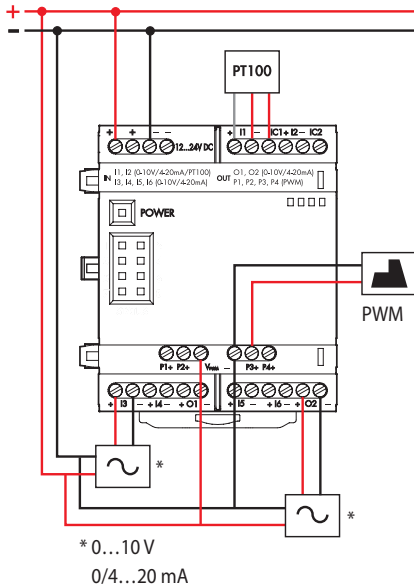 +
−
PT100
+ + − − 12...24V DC
+ I1 − IC1 + I2 − IC2
IN I1, I2 (0-10V/4-20mA/PT100)
I3, I4, I5, I6 (0-10V/4-20mA)
OUT O1, O2 (0-10V/4-20mA)
P1, P2, P3, P4 (PWM)
POWER
PWM
P1+ P2+ VPWM − P3+ P4+
+ I3 − + I4 − + O1 −
+ I5 − + I6 − + O2 −
*
*
* 0…10 V
0/4…20 mA